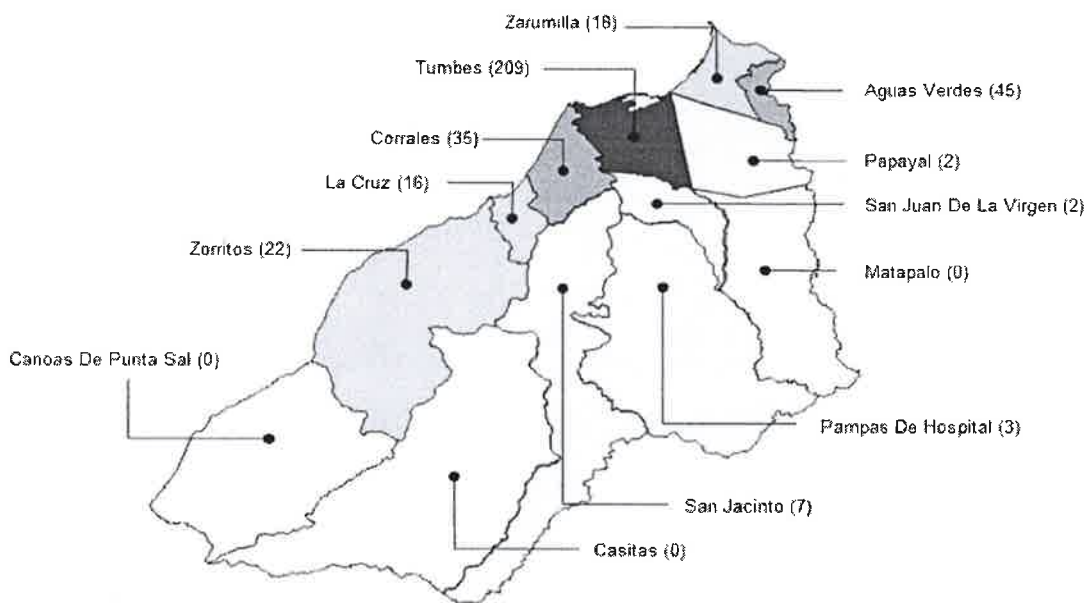 Zarumilla (18)
Tumbes (209)
Aguas Verdes (45)
Corrales (35)
Papayal (2)
La Cruz (16)
San Juan De La Virgen (2)
Zorritos (22)
Matapalo (0)
Canoas De Punta Sal (0)
Pampas De Hospital (3)
San Jacinto (7)
Casitas (0)